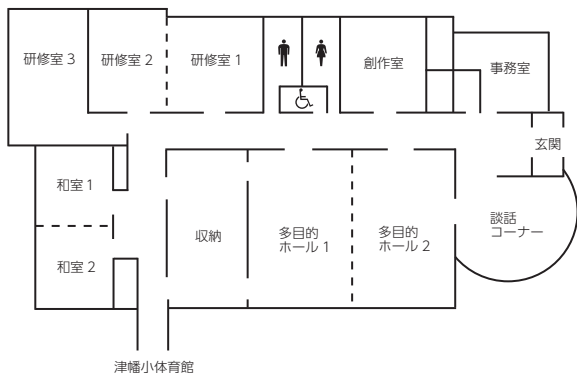 研修室 3
研修室 2
研修室 1
創作室
事務室
玄関
和室 1
和室 2
収納
多目的
ホール 1
多目的
ホール 2
談話
コーナー
津幡小体育館